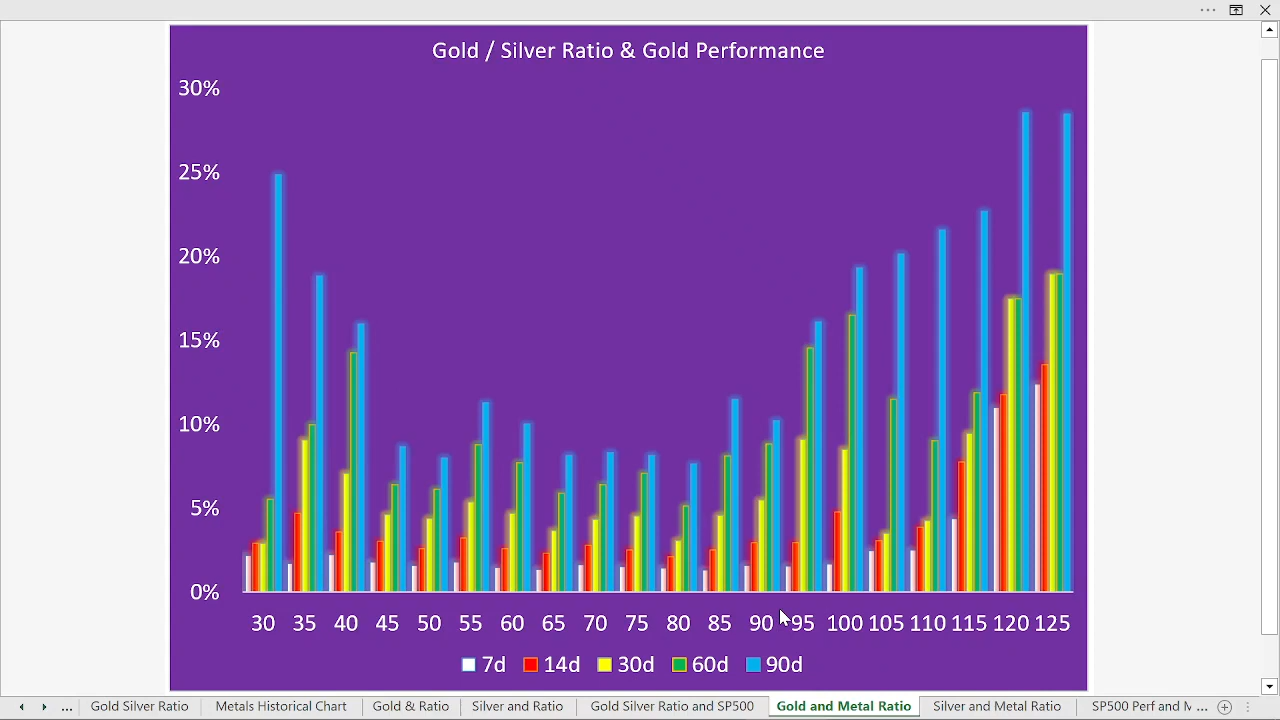 Gold / Silver Ratio & Gold Performance
30%
25%
20%
15%
10%
5%
0%
30 35 40 45 50 55 60 65 70 75 80 85 90 95 100 105 110 115 120 125
7d 14d 30d 60d 90d
... Gold Silver Ratio Metals Historical Chart Gold & Ratio Silver and Ratio Gold Silver Ratio and SP500 Gold and Metal Ratio Silver and Metal Ratio SP500 Perf and M ...